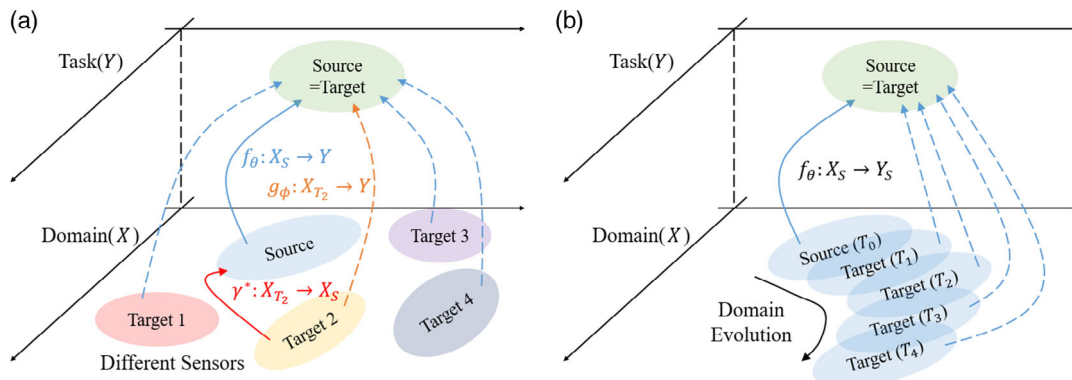 (a)
Task(Y)
Source
=Target
f_θ: X_S → Y
g_ϕ: X_{T_2} → Y
Domain(X)
Source
Target 3
γ*: X_{T_2} → X_S
Target 1
Target 2
Target 4
Different Sensors
(b)
Task(Y)
Source
=Target
f_θ: X_S → Y_S
Domain(X)
Source (T_0)
Target (T_1)
Target (T_2)
Target (T_3)
Target (T_4)
Domain
Evolution